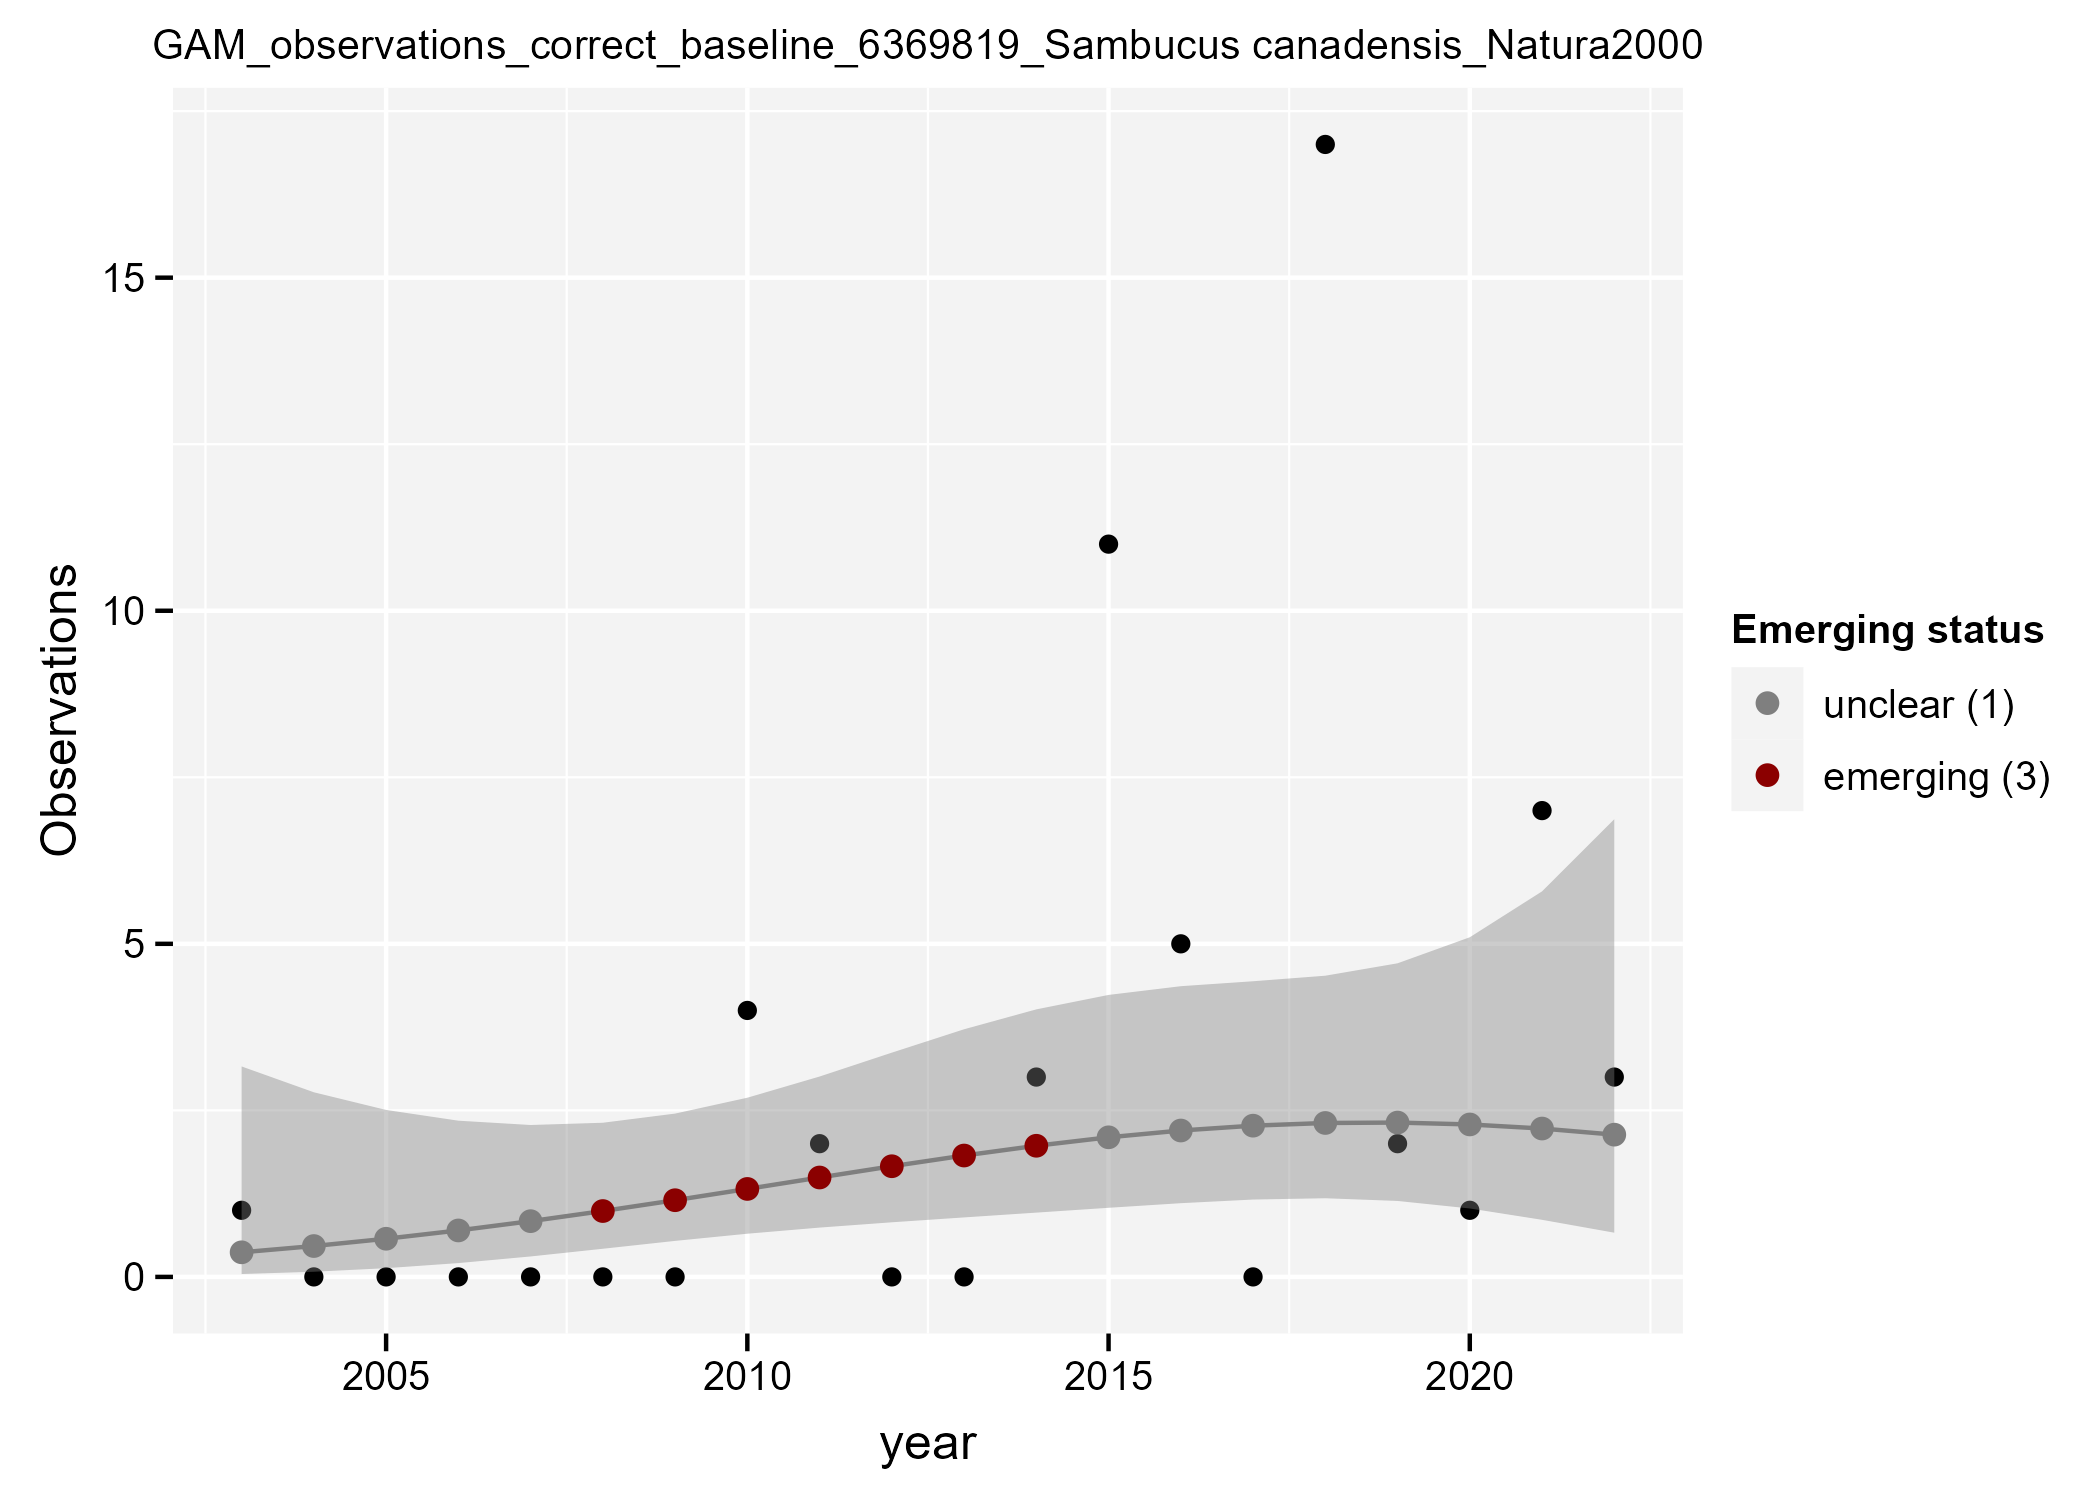 GAM_observations_correct_baseline_6369819_Sambucus canadensis_Natura2000
Observations
15
10
5
0
2005
2010
2015
2020
year
Emerging status
unclear (1)
emerging (3)